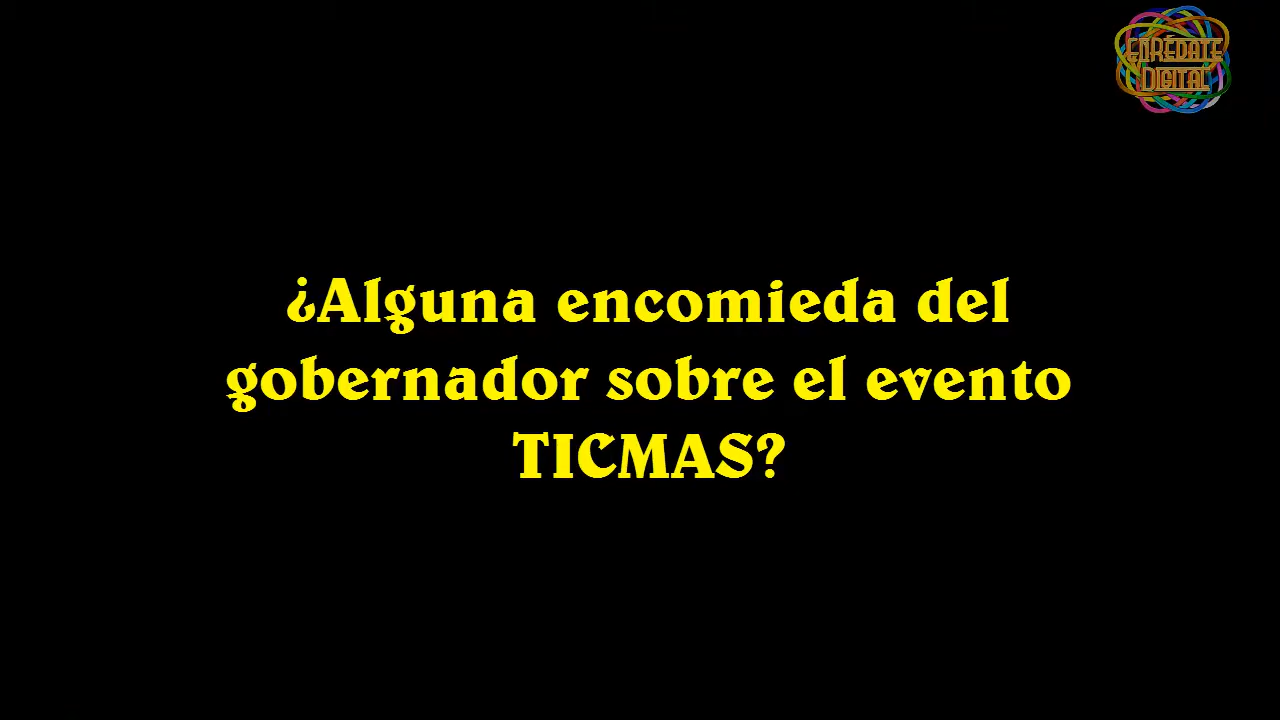 ENRÉDATE
DIGITAL
¿Alguna encomieda del
gobernador sobre el evento
TICMAS?